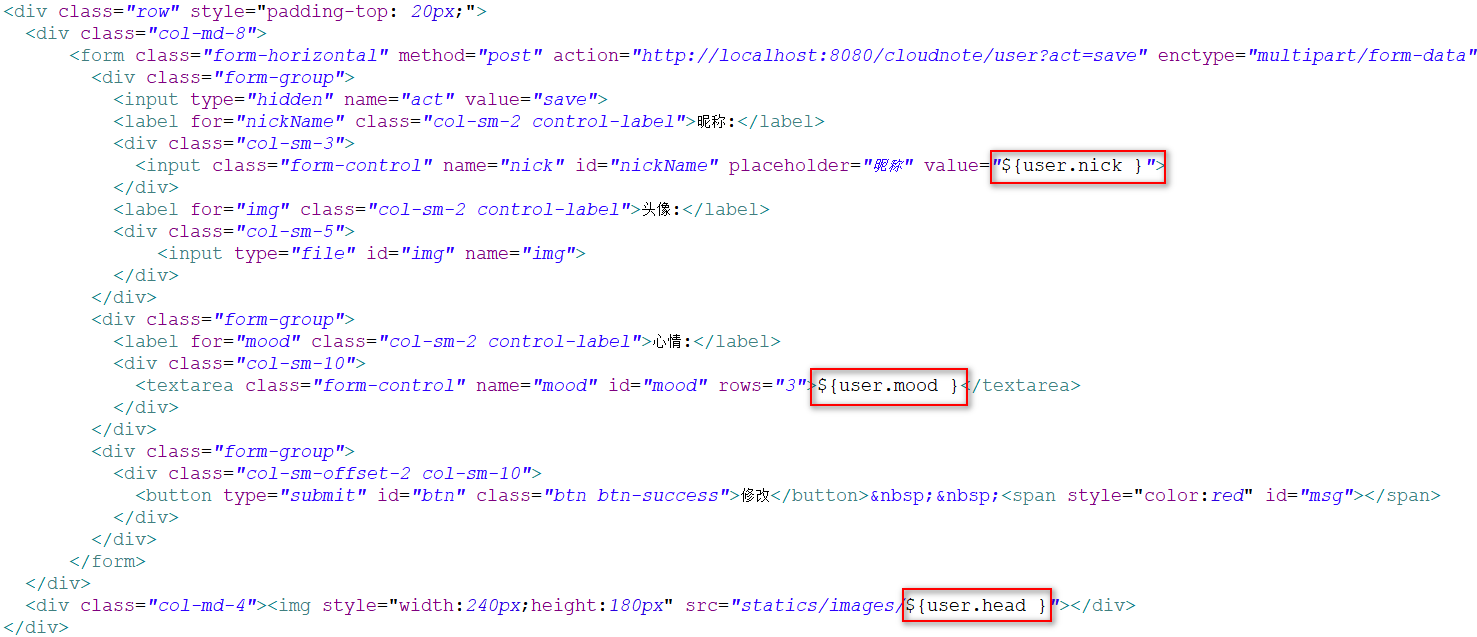 <div class="row" style="padding-top: 20px;">
<div class="col-md-8">
<form class="form-horizontal" method="post" action="http://localhost:8080/cloudnote/user?act=save" enctype="multipart/form-data"
<div class="form-group">
<input type="hidden" name="act" value="save">
<label for="nickName" class="col-sm-2 control-label">昵称:</label>
<div class="col-sm-3">
<input class="form-control" name="nick" id="nickName" placeholder="昵称" value="${user.nick }">
</div>
<label for="img" class="col-sm-2 control-label">头像:</label>
<div class="col-sm-5">
<input type="file" id="img" name="img">
</div>
</div>
<div class="form-group">
<label for="mood" class="col-sm-2 control-label">心情:</label>
<div class="col-sm-10">
<textarea class="form-control" name="mood" id="mood" rows="3">${user.mood }</textarea>
</div>
</div>
<div class="form-group">
<div class="col-sm-offset-2 col-sm-10">
<button type="submit" id="btn" class="btn btn-success">修改</button>&nbsp;&nbsp;<span style="color:red" id="msg"></span>
</div>
</div>
</form>
</div>
<div class="col-md-4"><img style="width:240px;height:180px" src="statics/images/${user.head }"></div>
</div>